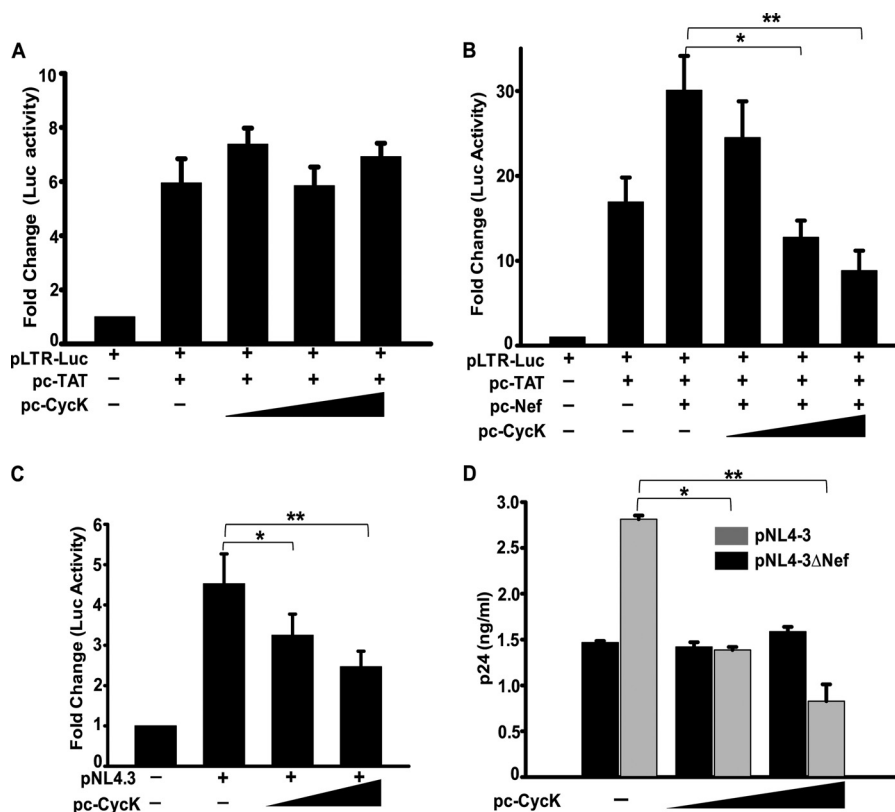 A
Fold Change (Luc activity)
10
8
6
4
2
0
pLTR-Luc + + + + +
pc-TAT – + + + +
pc-CycK – –
B
**
*
Fold Change (Luc Activity)
30
20
10
0
pLTR-Luc + + + + + +
pc-TAT – + + + + +
pc-Nef – – + + + +
pc-CycK – – –
C
**
*
Fold Change (Luc Activity)
6
5
4
3
2
1
0
pNL4.3 – + + +
pc-CycK – –
D
**
*
pNL4-3
pNL4-3ΔNef
p24 (ng/ml)
3.0
2.5
2.0
1.5
1.0
0.5
0
pc-CycK –